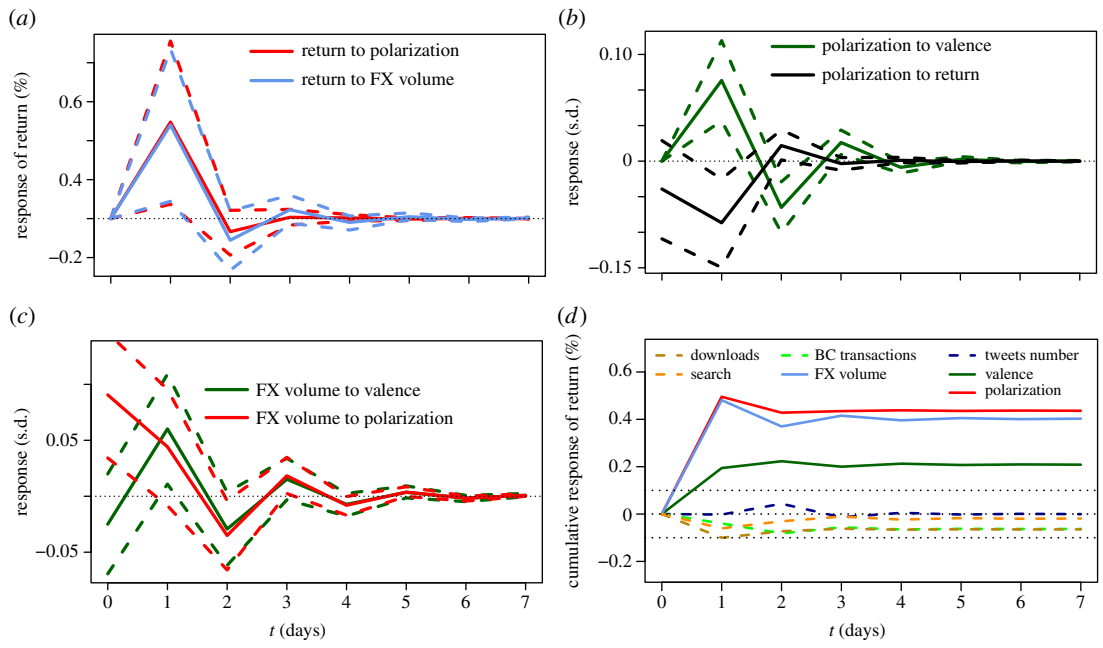 (a)
return to polarization
return to FX volume
response of return (%)
0.6
0.4
−0.2
(b)
polarization to valence
polarization to return
response (s.d.)
0.10
0
−0.15
(c)
FX volume to valence
FX volume to polarization
response (s.d.)
0.05
0
−0.05
0 1 2 3 4 5 6 7
t (days)
(d)
downloads BC transactions tweets number
search FX volume valence
polarization
cumulative response of return (%)
0.6
0.4
0.2
0
−0.2
0 1 2 3 4 5 6 7
t (days)